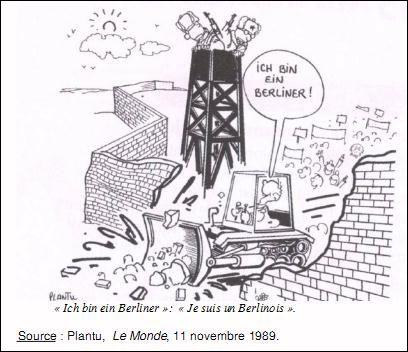 ICH BIN
EIN
BERLINER !
PLANTU
« Ich bin ein Berliner » : « Je suis un Berlinois ».
Source : Plantu, Le Monde, 11 novembre 1989.